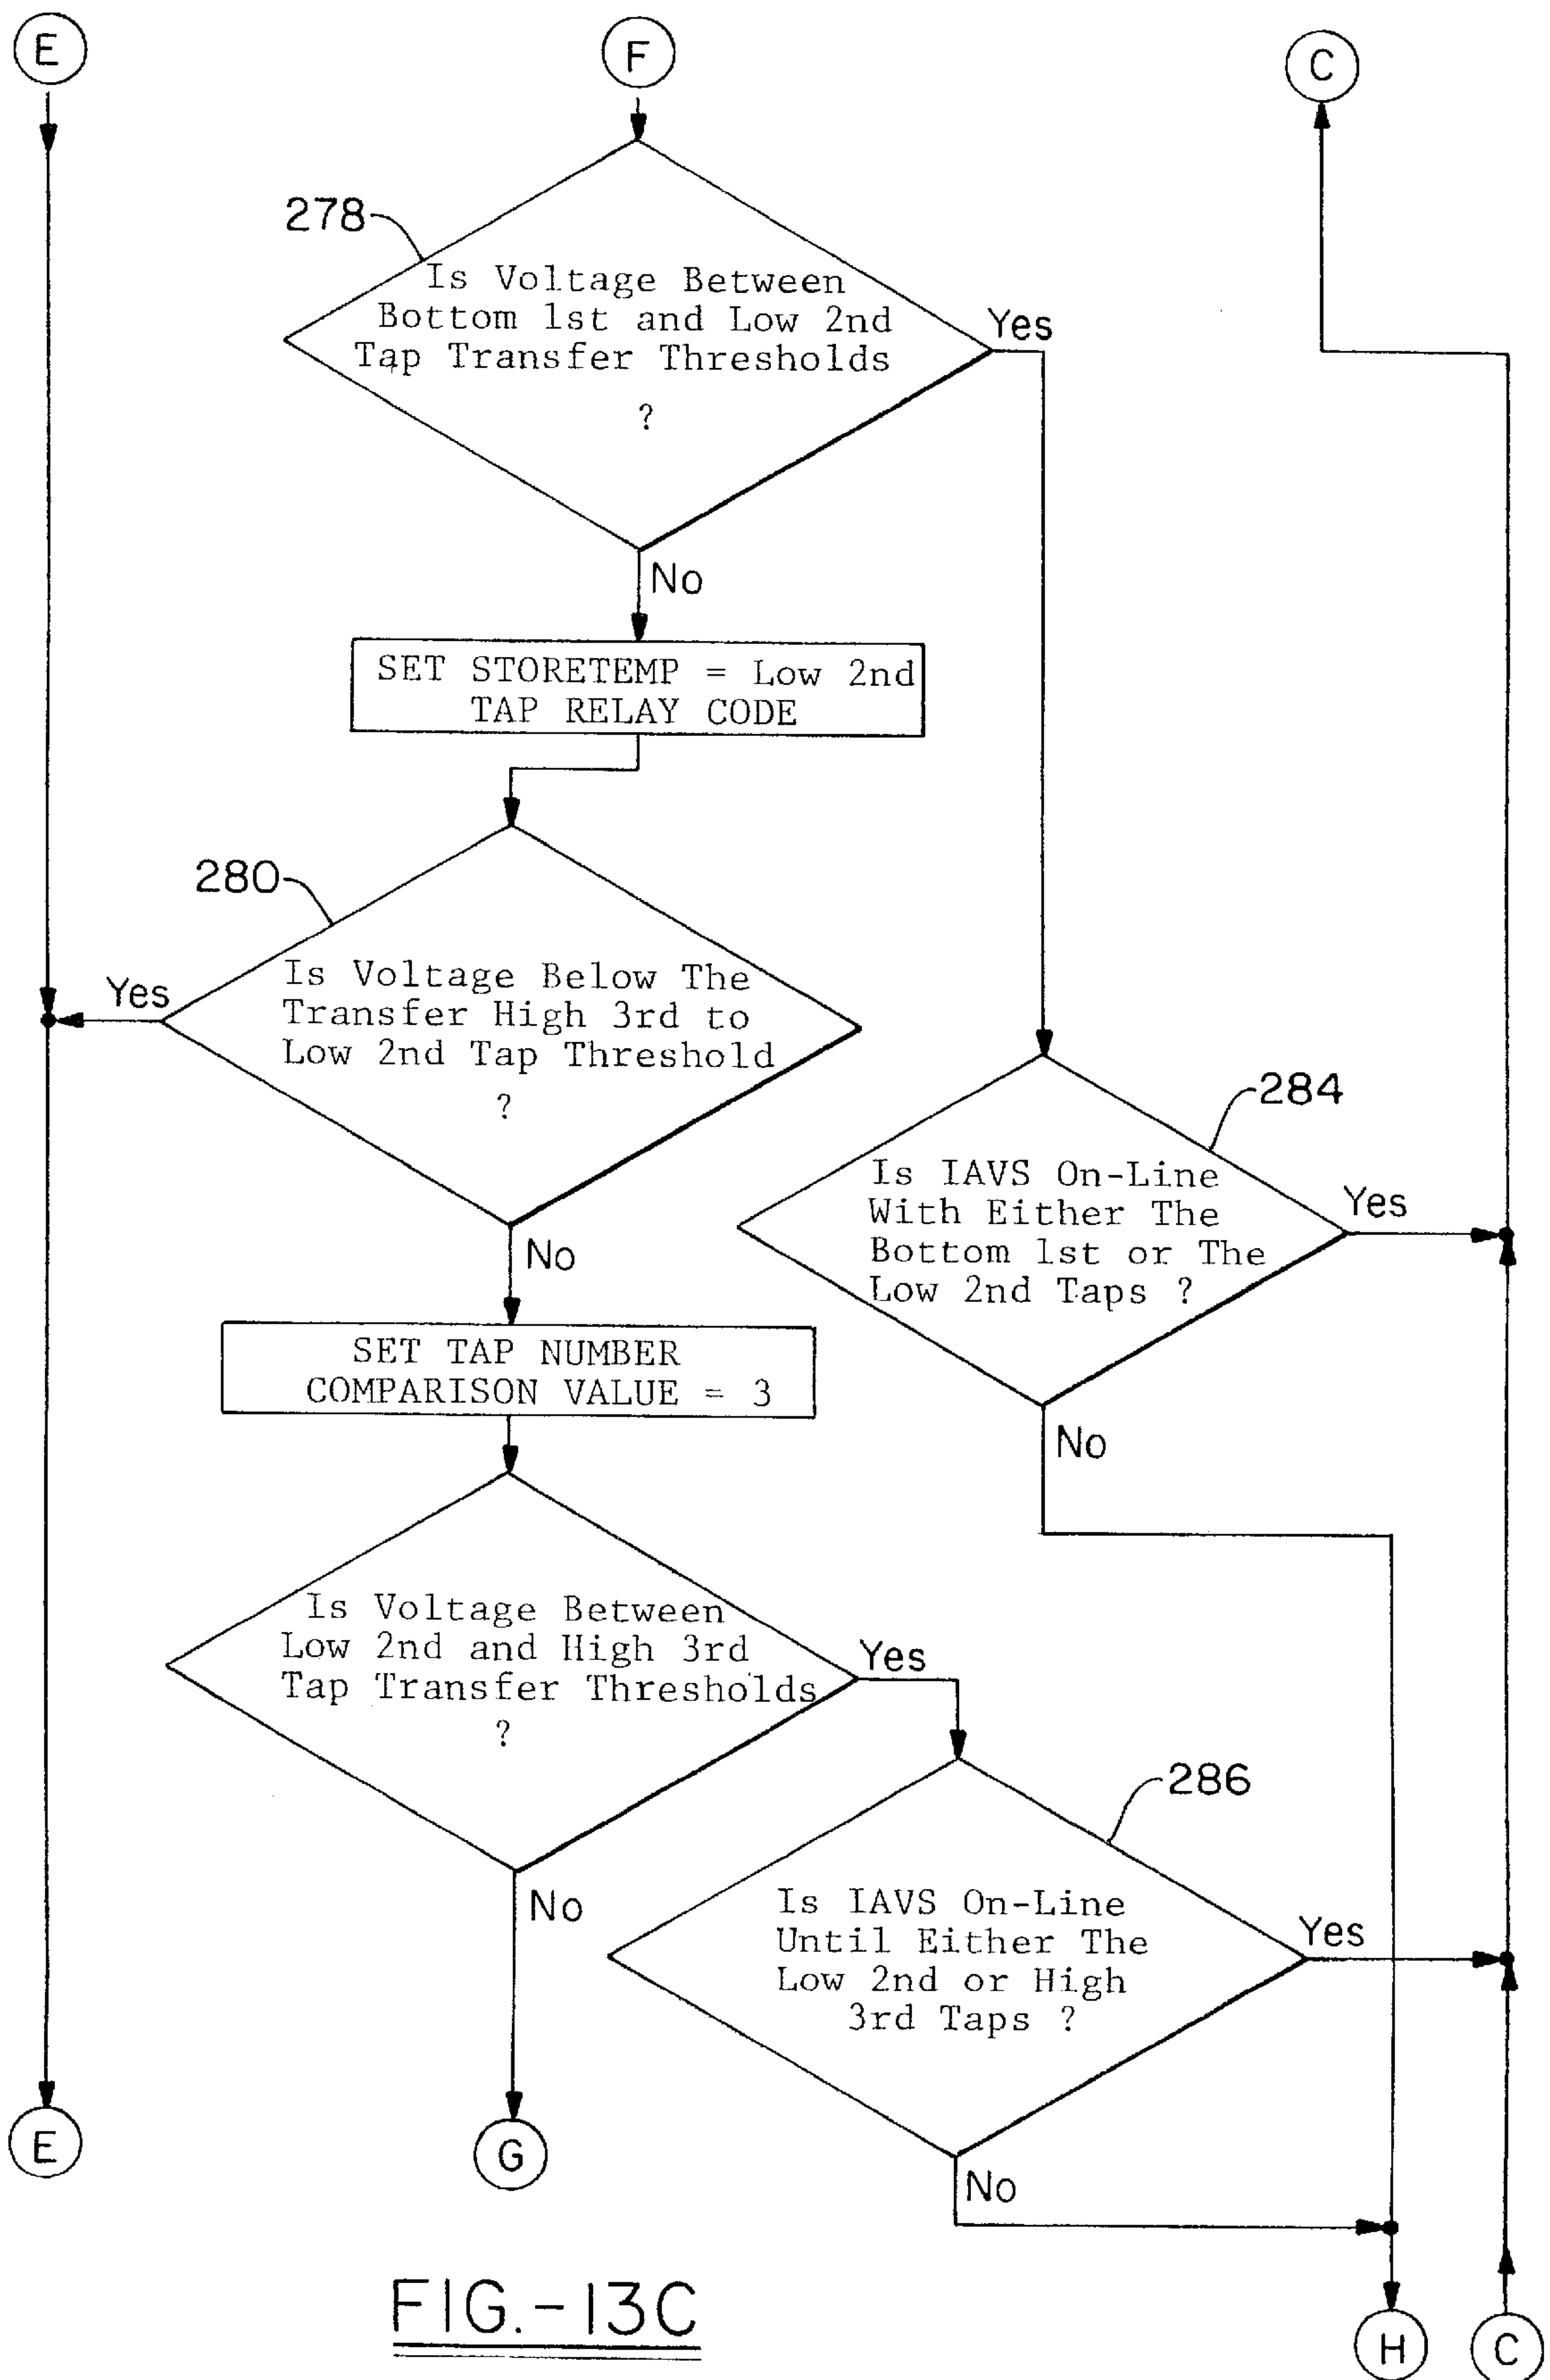 E
F
C
278
Is Voltage Between
Bottom 1st and Low 2nd
Tap Transfer Thresholds
?
Yes
No
SET STORETEMP = Low 2nd
TAP RELAY CODE
280
Is Voltage Below The
Transfer High 3rd to
Low 2nd Tap Threshold
?
Yes
No
284
Is IAVS On-Line
With Either The
Bottom 1st or The
Low 2nd Taps ?
Yes
No
SET TAP NUMBER
COMPARISON VALUE = 3
Is Voltage Between
Low 2nd and High 3rd
Tap Transfer Thresholds
?
Yes
No
286
Is IAVS On-Line
Until Either The
Low 2nd or High
3rd Taps ?
Yes
No
E
G
H
C
FIG.-13C